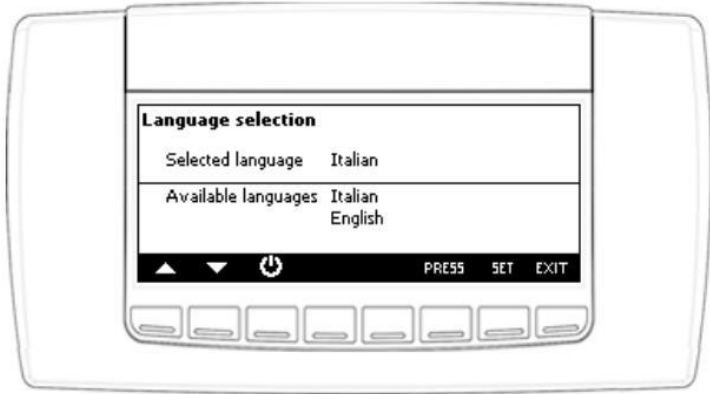 Language selection
Selected language Italian
Available languages Italian
English
PRESS SET EXIT